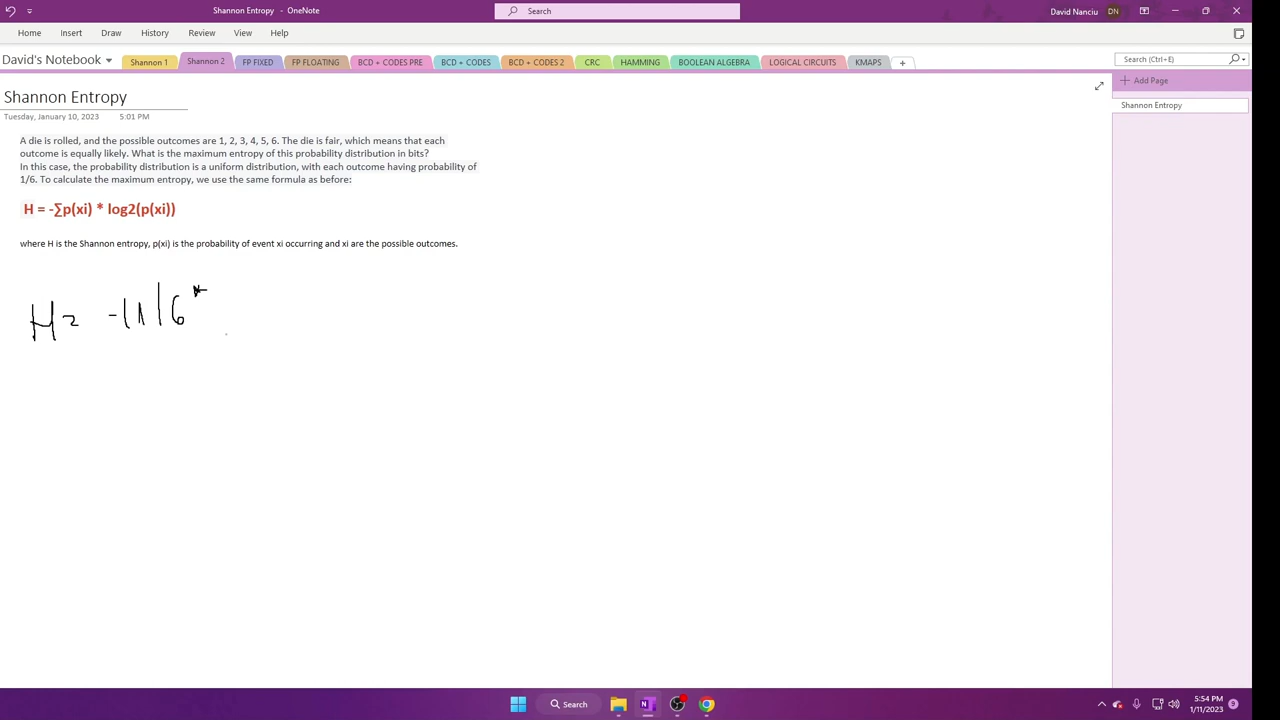 Shannon Entropy - OneNote
Search
David Nanciu DN
Home Insert Draw History Review View Help
David's Notebook
Shannon 1 Shannon 2 FP FIXED FP FLOATING BCD + CODES PRE BCD + CODES BCD + CODES 2 CRC HAMMING BOOLEAN ALGEBRA LOGICAL CIRCUITS KMAPS +
Search (Ctrl+E)
Add Page
Shannon Entropy
Shannon Entropy
Tuesday, January 10, 2023 5:01 PM
A die is rolled, and the possible outcomes are 1, 2, 3, 4, 5, 6. The die is fair, which means that each
outcome is equally likely. What is the maximum entropy of this probability distribution in bits?
In this case, the probability distribution is a uniform distribution, with each outcome having probability of
1/6. To calculate the maximum entropy, we use the same formula as before:
H = -∑p(xi) * log2(p(xi))
where H is the Shannon entropy, p(xi) is the probability of event xi occurring and xi are the possible outcomes.
H = -(1/6 *
Search
5:54 PM
1/11/2023